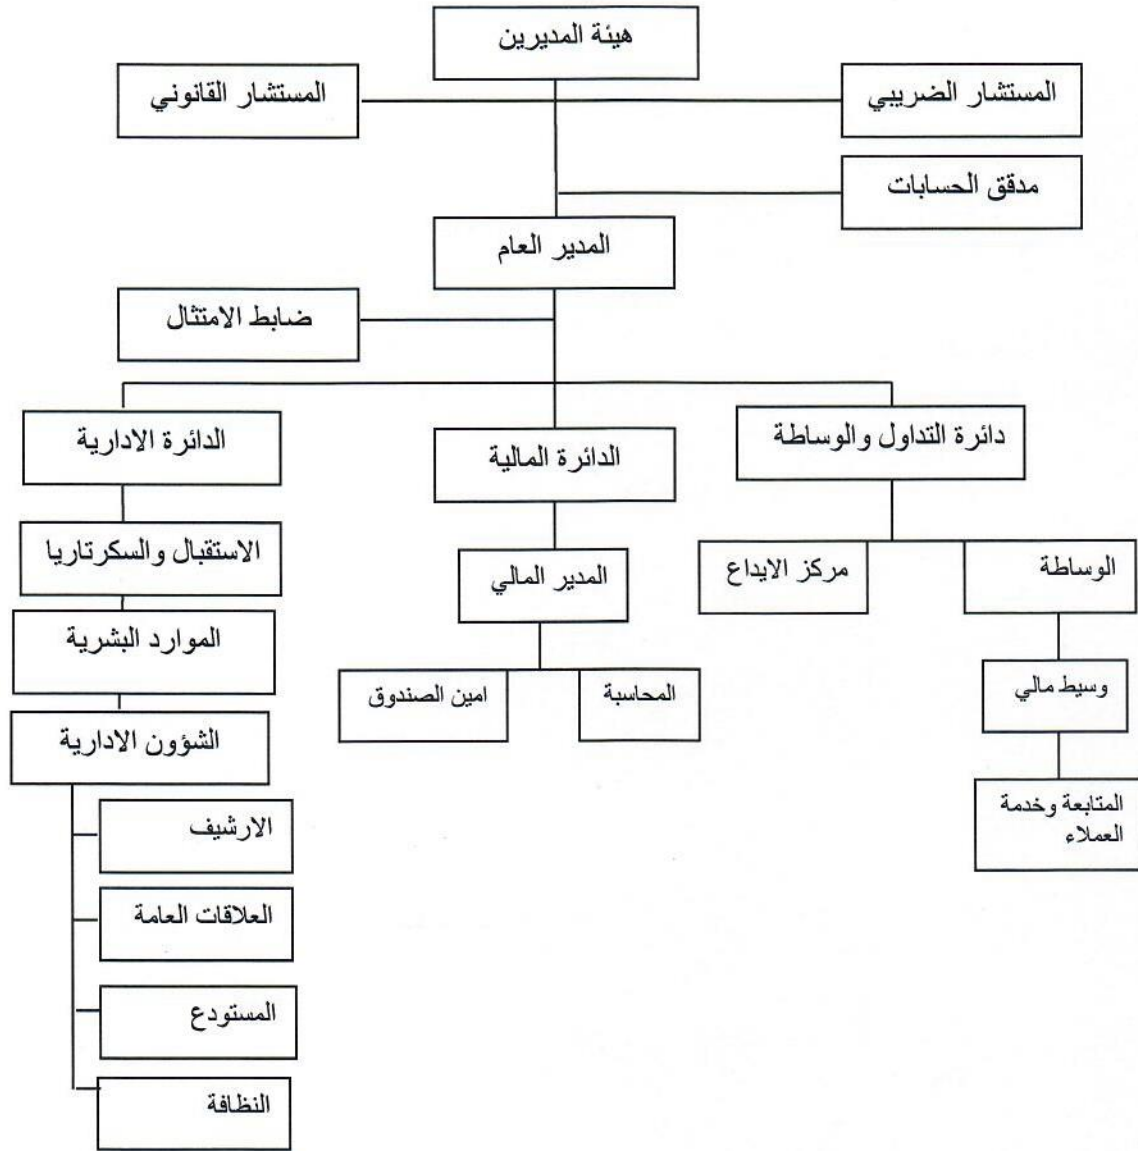 هيئة المديرين
المستشار الضريبي
المستشار القانوني
مدقق الحسابات
المدير العام
ضابط الامتثال
دائرة التداول والوساطة
الدائرة المالية
الدائرة الادارية
الوساطة
مركز الايداع
المدير المالي
الاستقبال والسكرتاريا
الموارد البشرية
وسيط مالي
المحاسبة
امين الصندوق
الشؤون الادارية
المتابعة وخدمة
العملاء
الارشيف
العلاقات العامة
المستودع
النظافة